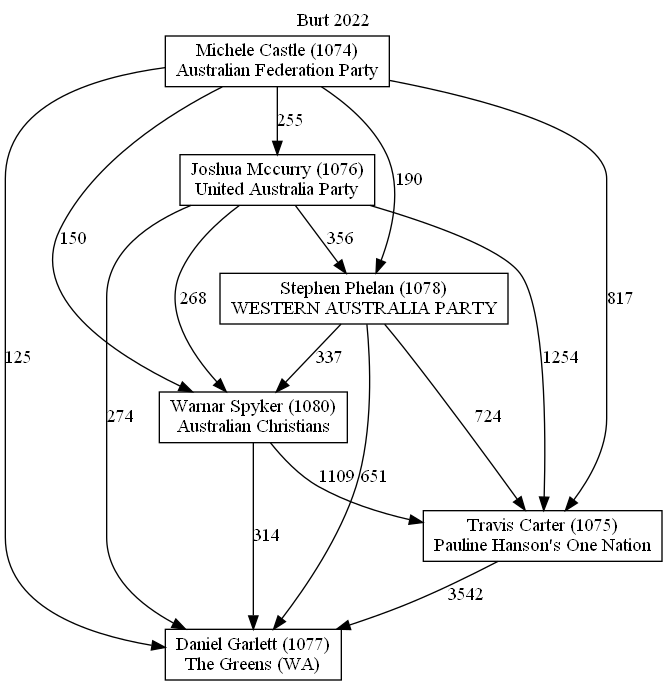 Burt 2022
Michele Castle (1074)
Australian Federation Party
255
Joshua Mccurry (1076)
United Australia Party
190
150
356
268
Stephen Phelan (1078)
WESTERN AUSTRALIA PARTY
817
125
337
1254
Warnar Spyker (1080)
Australian Christians
274
724
1109
651
Travis Carter (1075)
Pauline Hanson's One Nation
314
3542
Daniel Garlett (1077)
The Greens (WA)